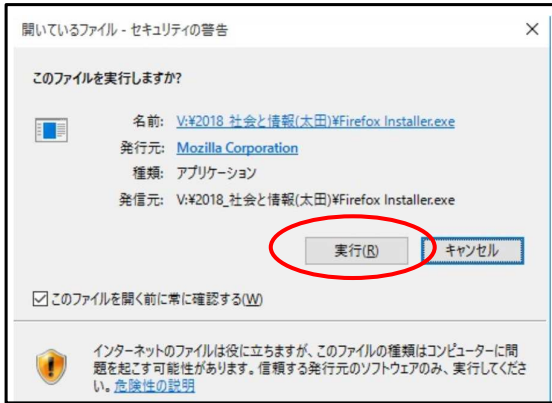 開いているファイル - セキュリティの警告
このファイルを実行しますか?
名前: V:¥2018_社会と情報(太田)¥Firefox Installer.exe
発行元: Mozilla Corporation
種類: アプリケーション
発信元: V:¥2018_社会と情報(太田)¥Firefox Installer.exe
実行(R) キャンセル
このファイルを開く前に常に確認する(W)
インターネットのファイルは役に立ちますが、このファイルの種類はコンピューターに問
題を起こす可能性があります。信頼する発行元のソフトウェアのみ、実行してくださ
い。危険性の説明